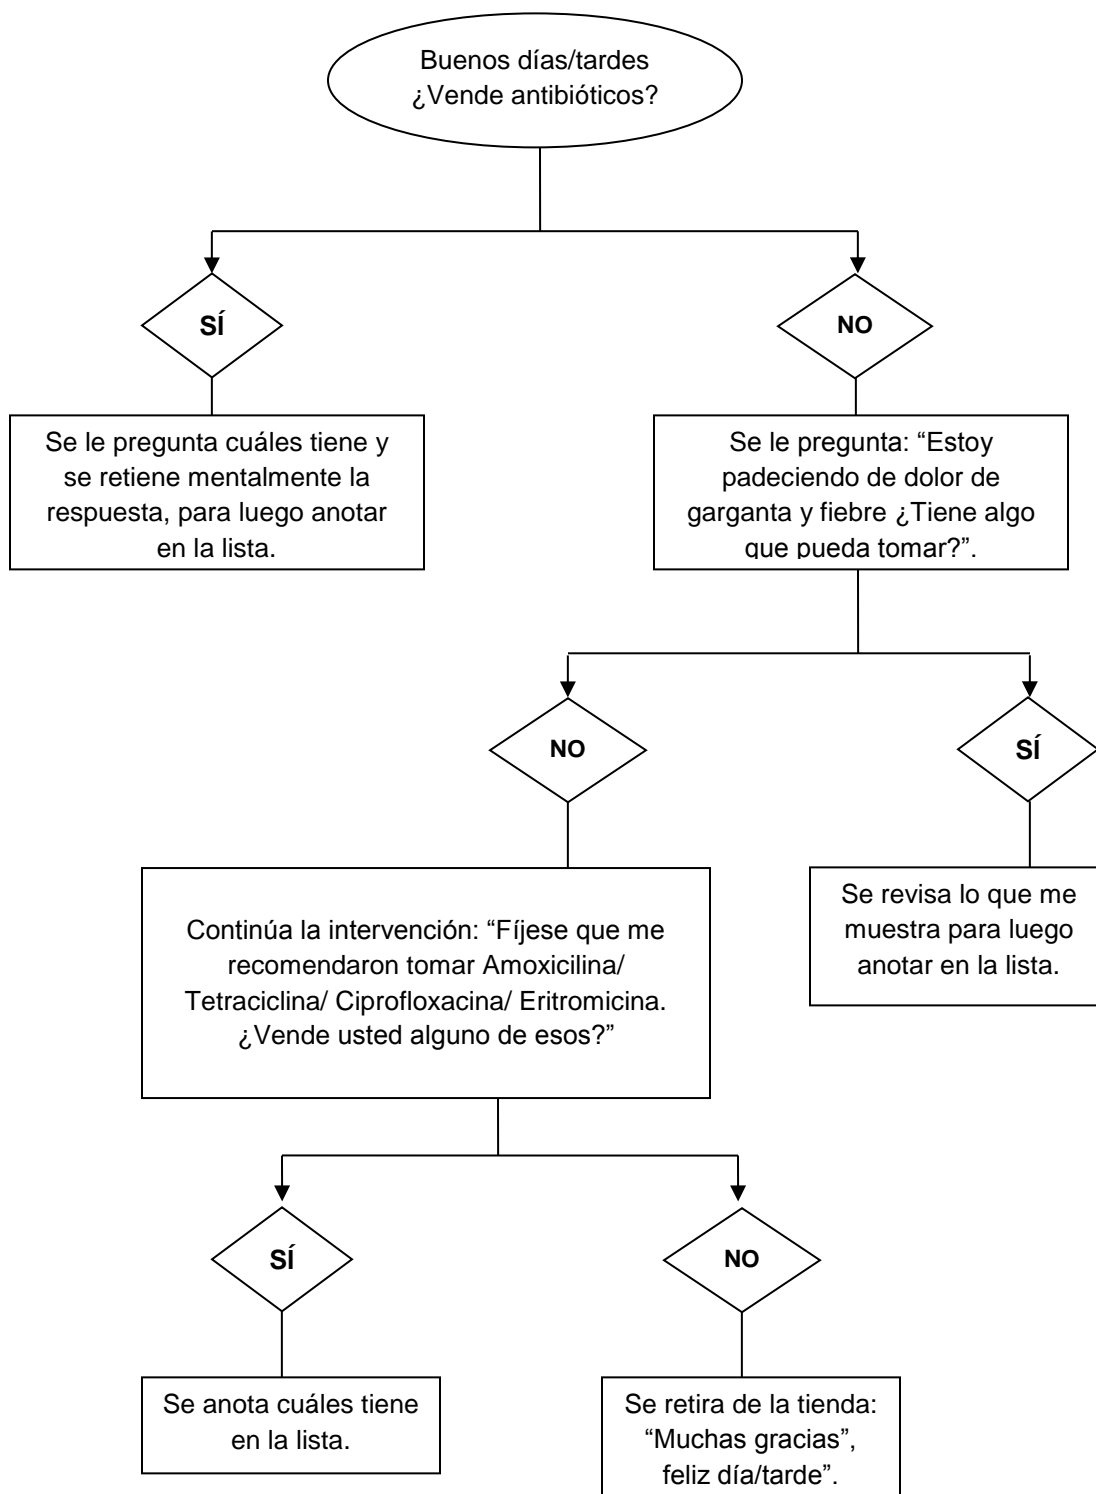 Buenos días/tardes
¿Vende antibióticos?
SÍ
NO
Se le pregunta cuáles tiene y
se retiene mentalmente la
respuesta, para luego anotar
en la lista.
Se le pregunta: “Estoy
padeciendo de dolor de
garganta y fiebre ¿Tiene algo
que pueda tomar?”.
NO
SÍ
Continúa la intervención: “Fíjese que me
recomendaron tomar Amoxicilina/
Tetraciclina/ Ciprofloxacina/ Eritromicina.
¿Vende usted alguno de esos?”
Se revisa lo que me
muestra para luego
anotar en la lista.
SÍ
NO
Se anota cuáles tiene
en la lista.
Se retira de la tienda:
“Muchas gracias”,
feliz día/tarde”.